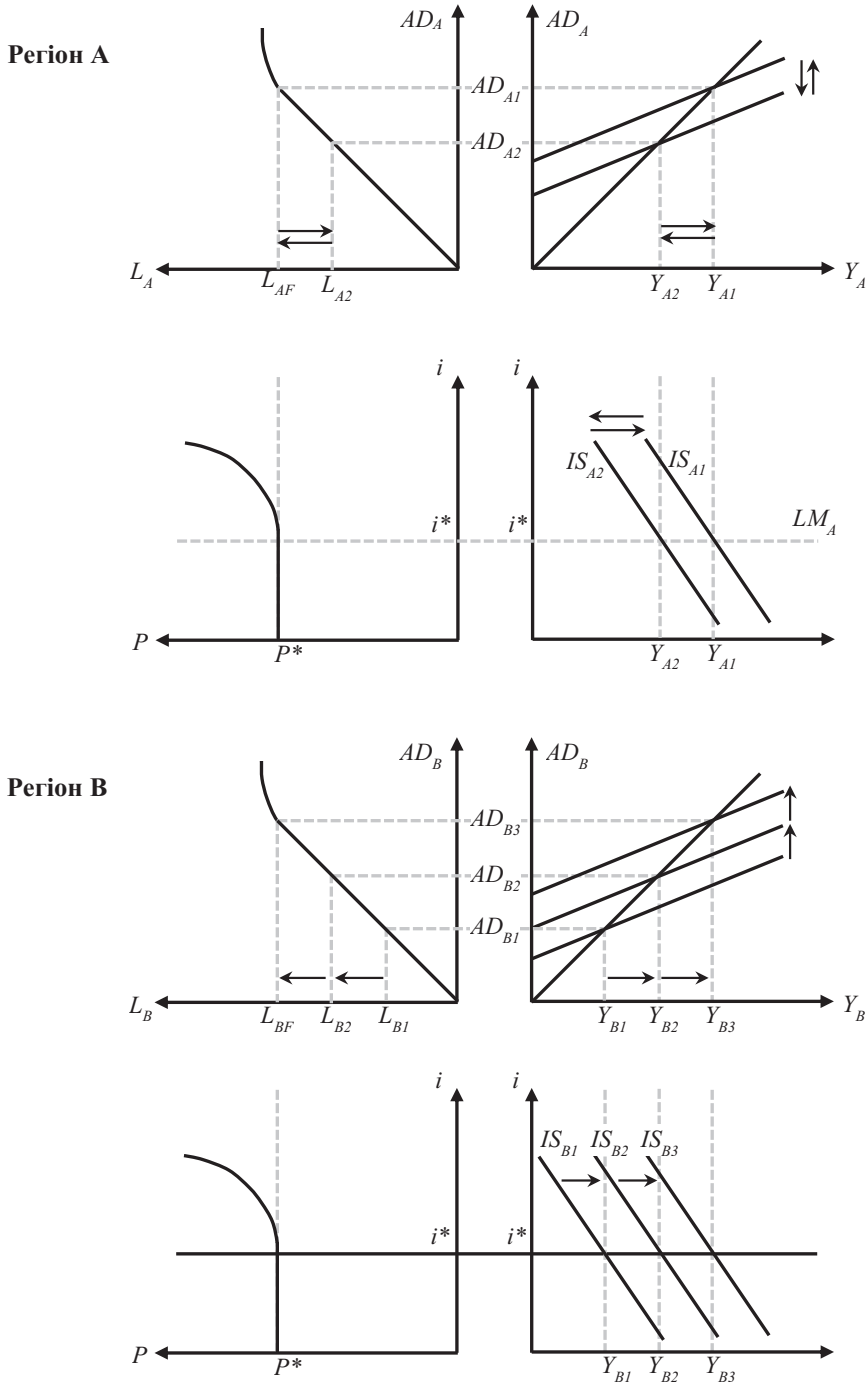 Регіон А
AD_A AD_A
AD_A1
AD_A2
L_A L_AF L_A2 Y_A2 Y_A1 Y_A
i i
IS_A2 IS_A1
i* i* LM_A
P P* Y_A2 Y_A1
Регіон В
AD_B AD_B
AD_B3
AD_B2
AD_B1
L_B L_BF L_B2 L_B1 Y_B1 Y_B2 Y_B3 Y_B
i i
IS_B1 IS_B2 IS_B3
i* i*
P P* Y_B1 Y_B2 Y_B3